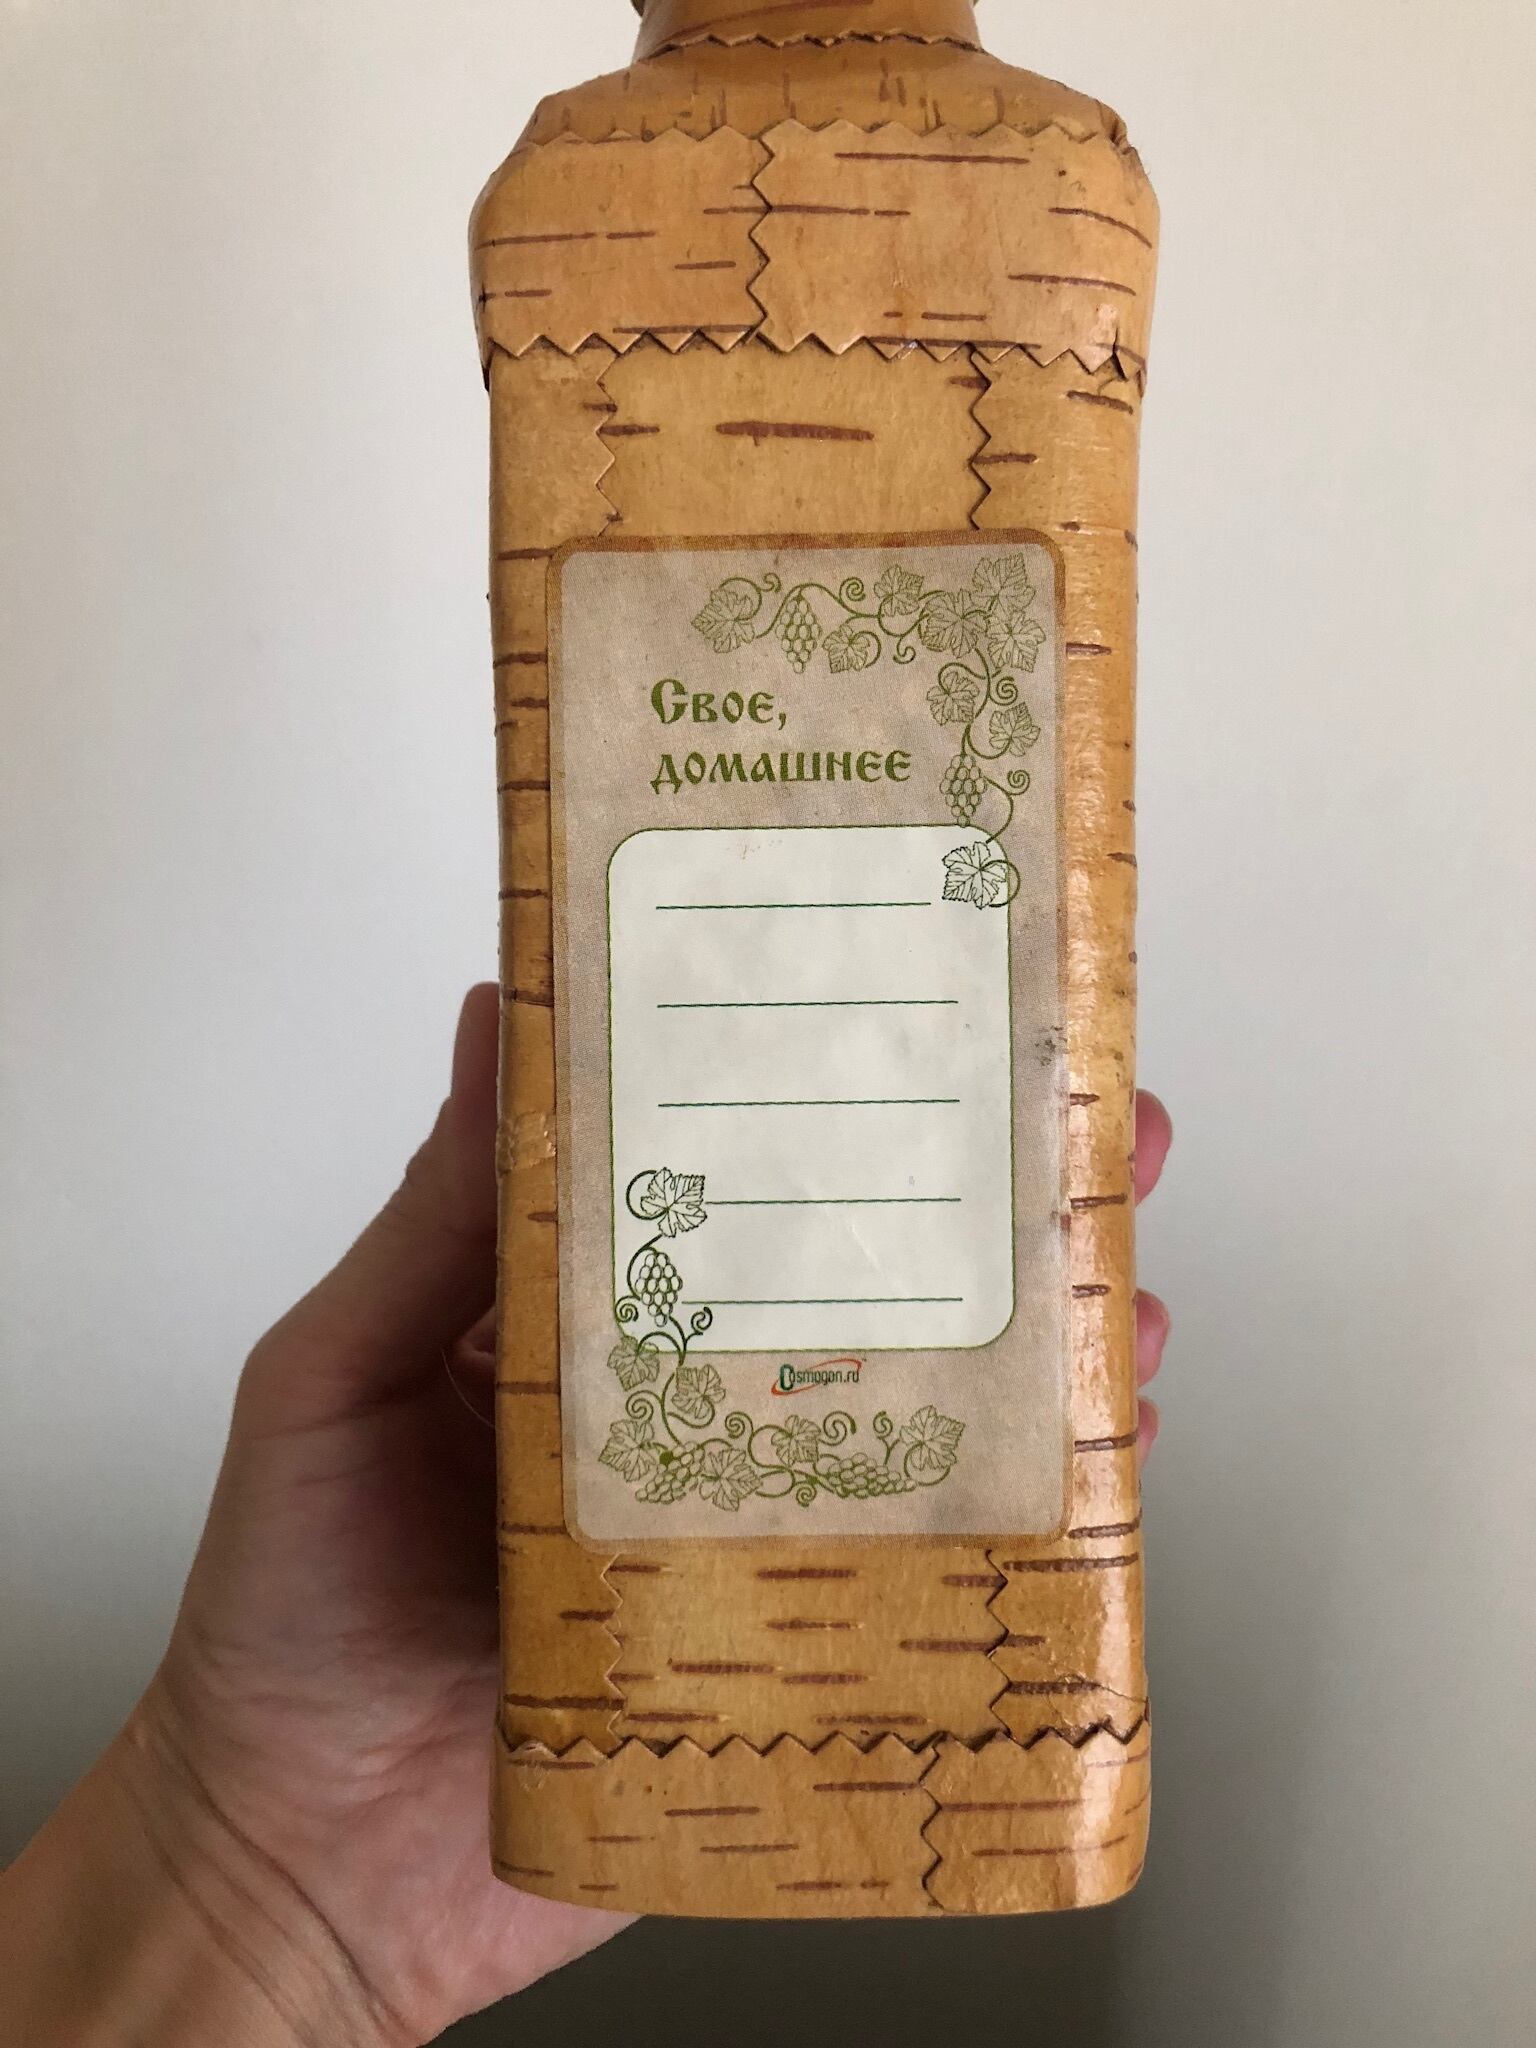 Свое,
домашнее
Cosmogon.ru